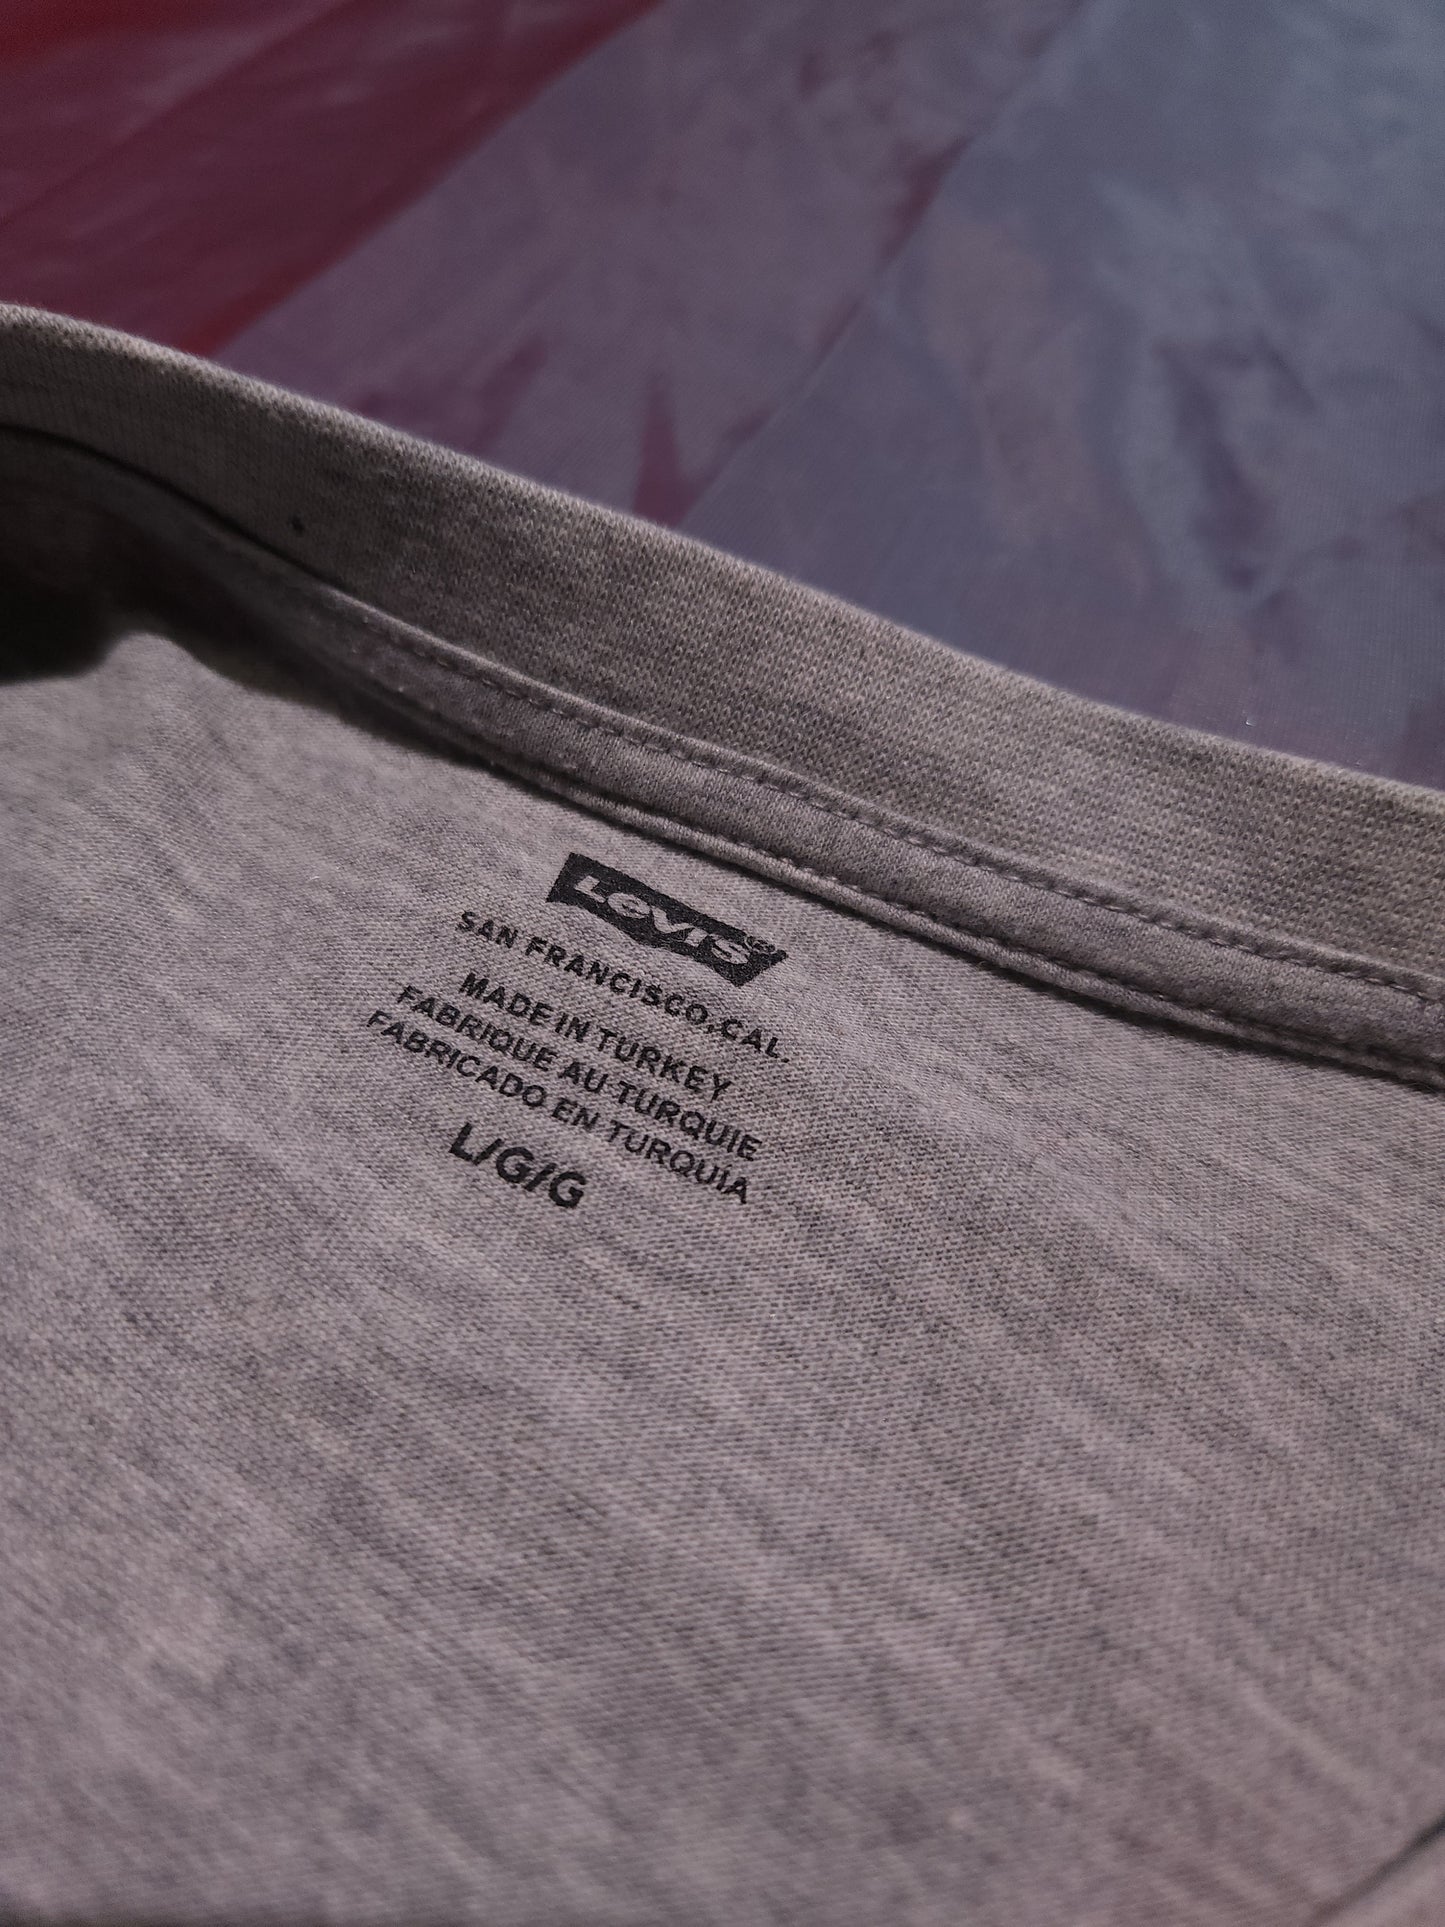 Levi's®
SAN FRANCISCO, CAL.
MADE IN TURKEY
FABRIQUE AU TURQUIE
FABRICADO EN TURQUIA
L/G/G